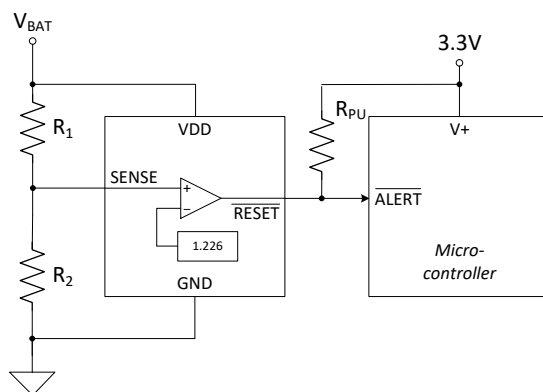 VBAT
3.3V
R1
RPU
VDD
V+
SENSE
+
−
RESET
ALERT
1.226
Micro-
controller
R2
GND